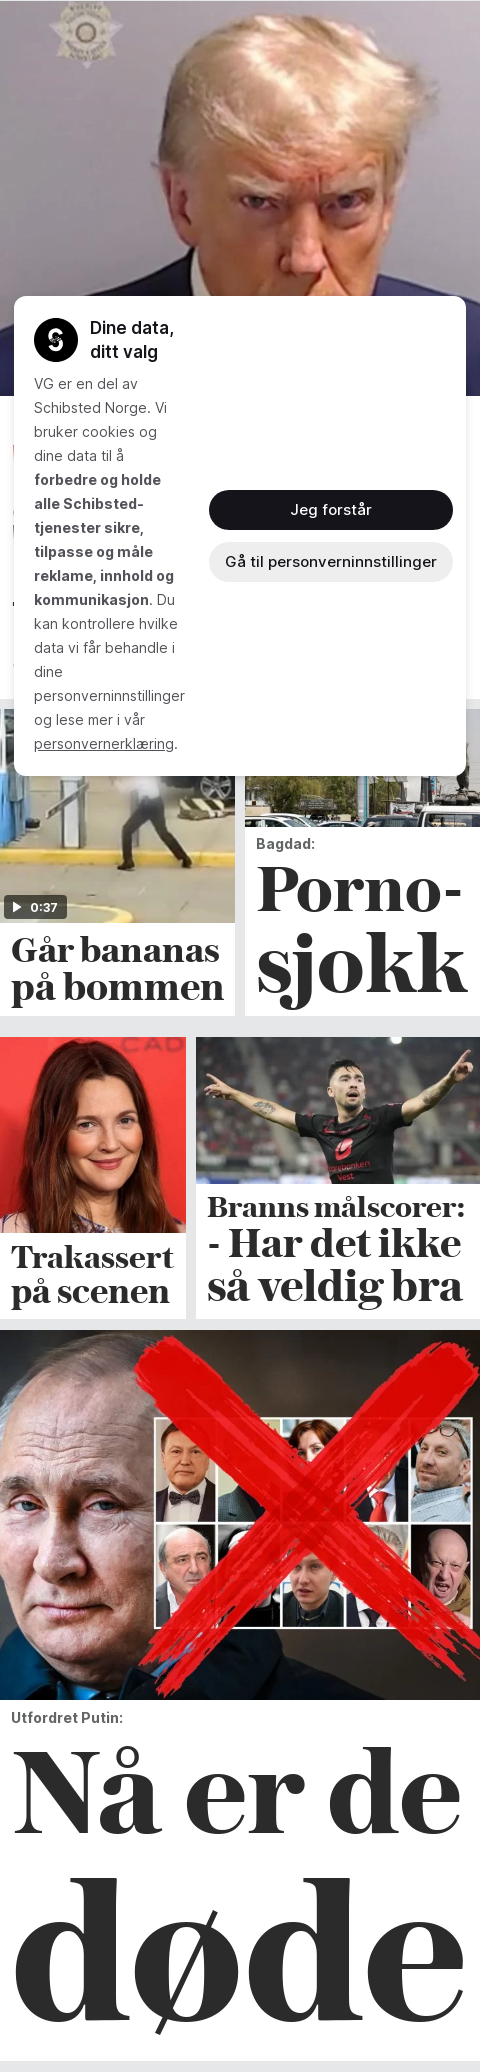 Dine data,
ditt valg
VG er en del av
Schibsted Norge. Vi
bruker cookies og
dine data til å
forbedre og holde
alle Schibsted-
tjenester sikre,
tilpasse og måle
reklame, innhold og
kommunikasjon. Du
kan kontrollere hvilke
data vi får behandle i
dine
personverninnstillinger
og lese mer i vår
personvernerklæring.
Jeg forstår
Gå til personverninnstillinger
0:37
Går bananas
på bommen
Bagdad:
Porno-
sjokk
CAD
Trakassert
på scenen
Vest
Branns målscorer:
- Har det ikke
så veldig bra
Utfordret Putin:
Nå er de
døde